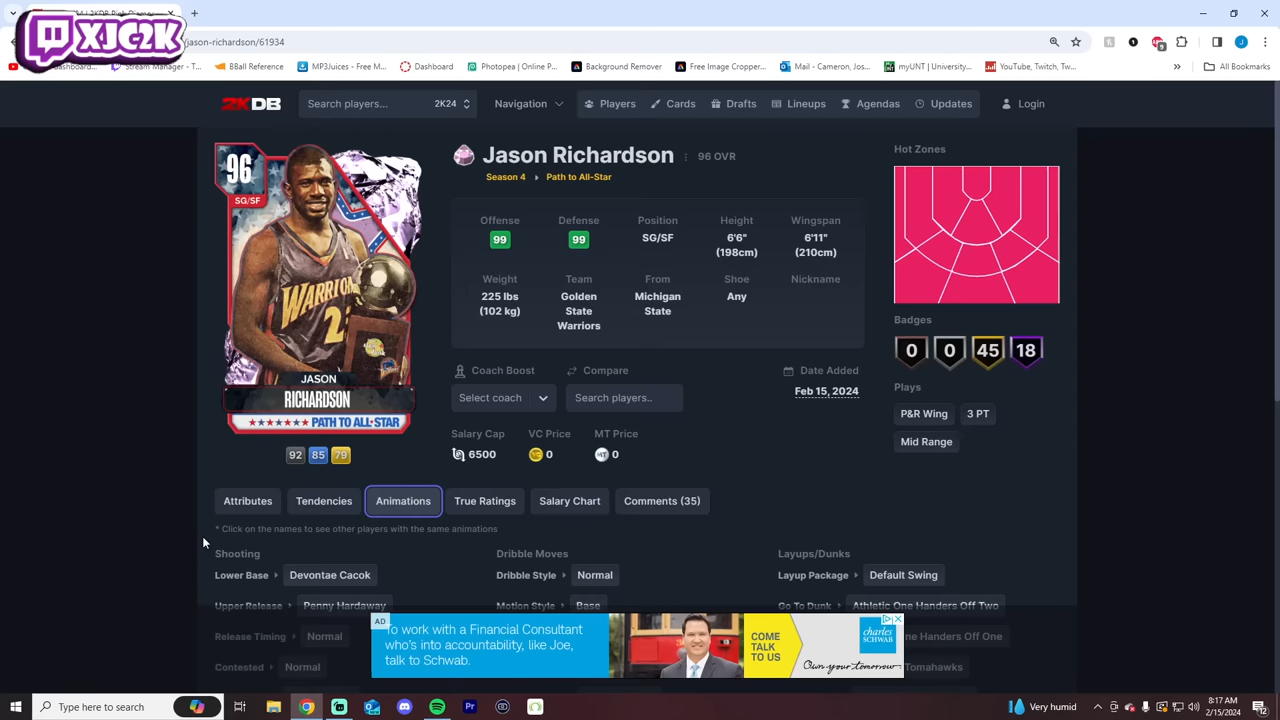 XJC2K
jason-richardson/61934
BBall Reference
MP3Juices - Free M...
Dashboard
Photopea | Online P...
Background Remover
Free Image Cropper...
Mail - Cameron, Jos...
myUNT | University...
YouTube, Twitch, Tw...
All Bookmarks
2KDB
Search players...
2K24
Navigation
Players
Cards
Drafts
Lineups
Agendas
Updates
Login
96
SG/SF
WARRIORS
2
JASON
RICHARDSON
PATH TO ALL-STAR
92 85 79
Jason Richardson
96 OVR
Season 4
Path to All-Star
Offense Defense Position Height Wingspan
99 99 SG/SF 6'6" 6'11"
(198cm) (210cm)
Weight Team From Shoe Nickname
225 lbs Golden Michigan Any
(102 kg) State State
Warriors
Coach Boost
Compare
Date Added
Select coach
Search players..
Feb 15, 2024
Salary Cap VC Price MT Price
6500 VC 0 MT 0
Hot Zones
Badges
0 0 45 18
Plays
P&R Wing 3 PT
Mid Range
Attributes Tendencies Animations True Ratings Salary Chart Comments (35)
* Click on the names to see other players with the same animations
Shooting Dribble Moves Layups/Dunks
Lower Base Devontae Cacok Dribble Style Normal Layup Package Default Swing
Upper Release Penny Hardaway Motion Style Base Go To Dunk Athletic One Handers Off Two
Release Timing Normal
ne Handers Off One
Contested Normal
Tomahawks
AD
To work with a Financial Consultant
who's into accountability, like Joe,
talk to Schwab.
COME
TALK
TO US
charles
SCHWAB
Own your tomorrow.
Type here to search
Very humid
8:17 AM
2/15/2024